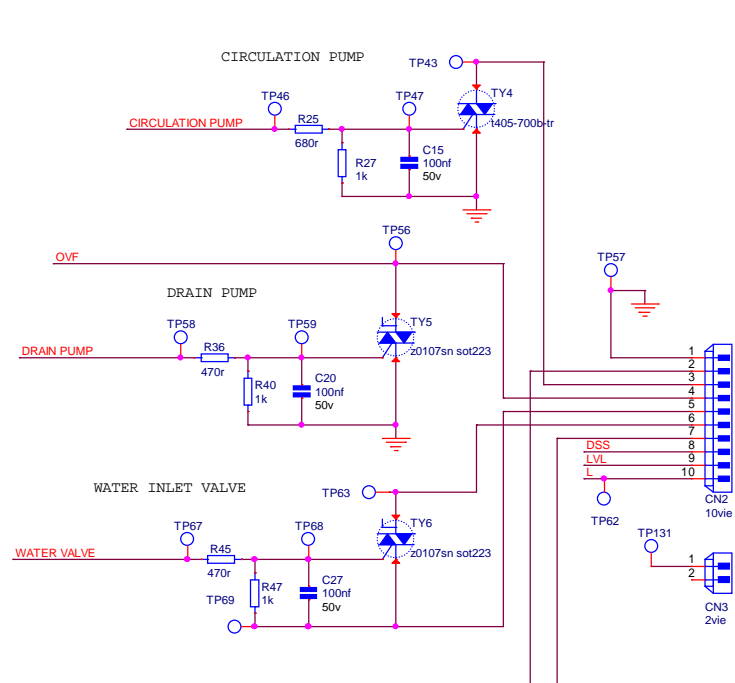 CIRCULATION PUMP
TP43
TP46
TP47
TY4
CIRCULATION PUMP
R25
680r
t405-700b-tr
R27
1k
C15
100nf
50v
TP56
OVF
TP57
DRAIN PUMP
TP58
TP59
TY5
DRAIN PUMP
R36
470r
z0107sn sot223
R40
1k
C20
100nf
50v
1
2
3
4
5
6
7
DSS
8
LVL
9
L
10
CN2
10vie
TP62
WATER INLET VALVE
TP63
TP67
TP68
TY6
WATER VALVE
R45
470r
z0107sn sot223
R47
1k
TP69
C27
100nf
50v
TP131
1
2
CN3
2vie